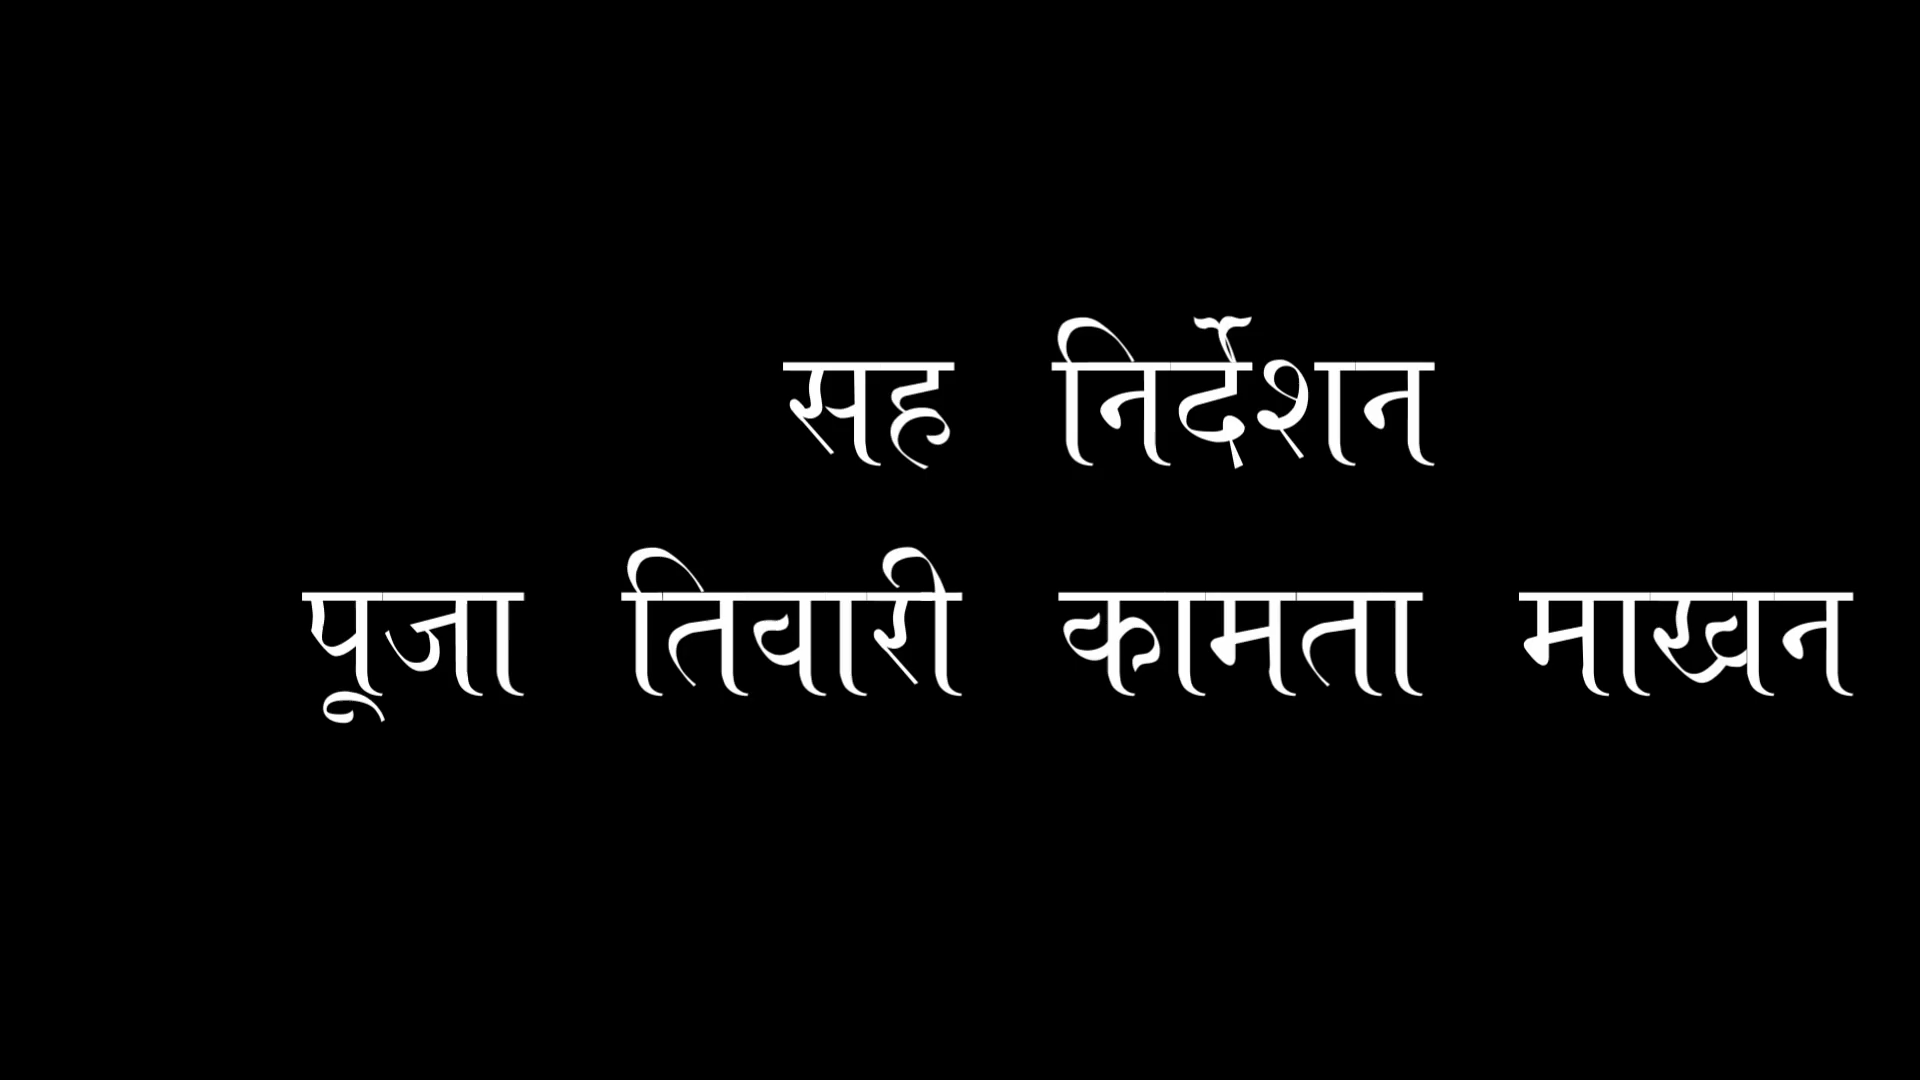 सह निर्देशन
पूजा तिवारी कामता माखन